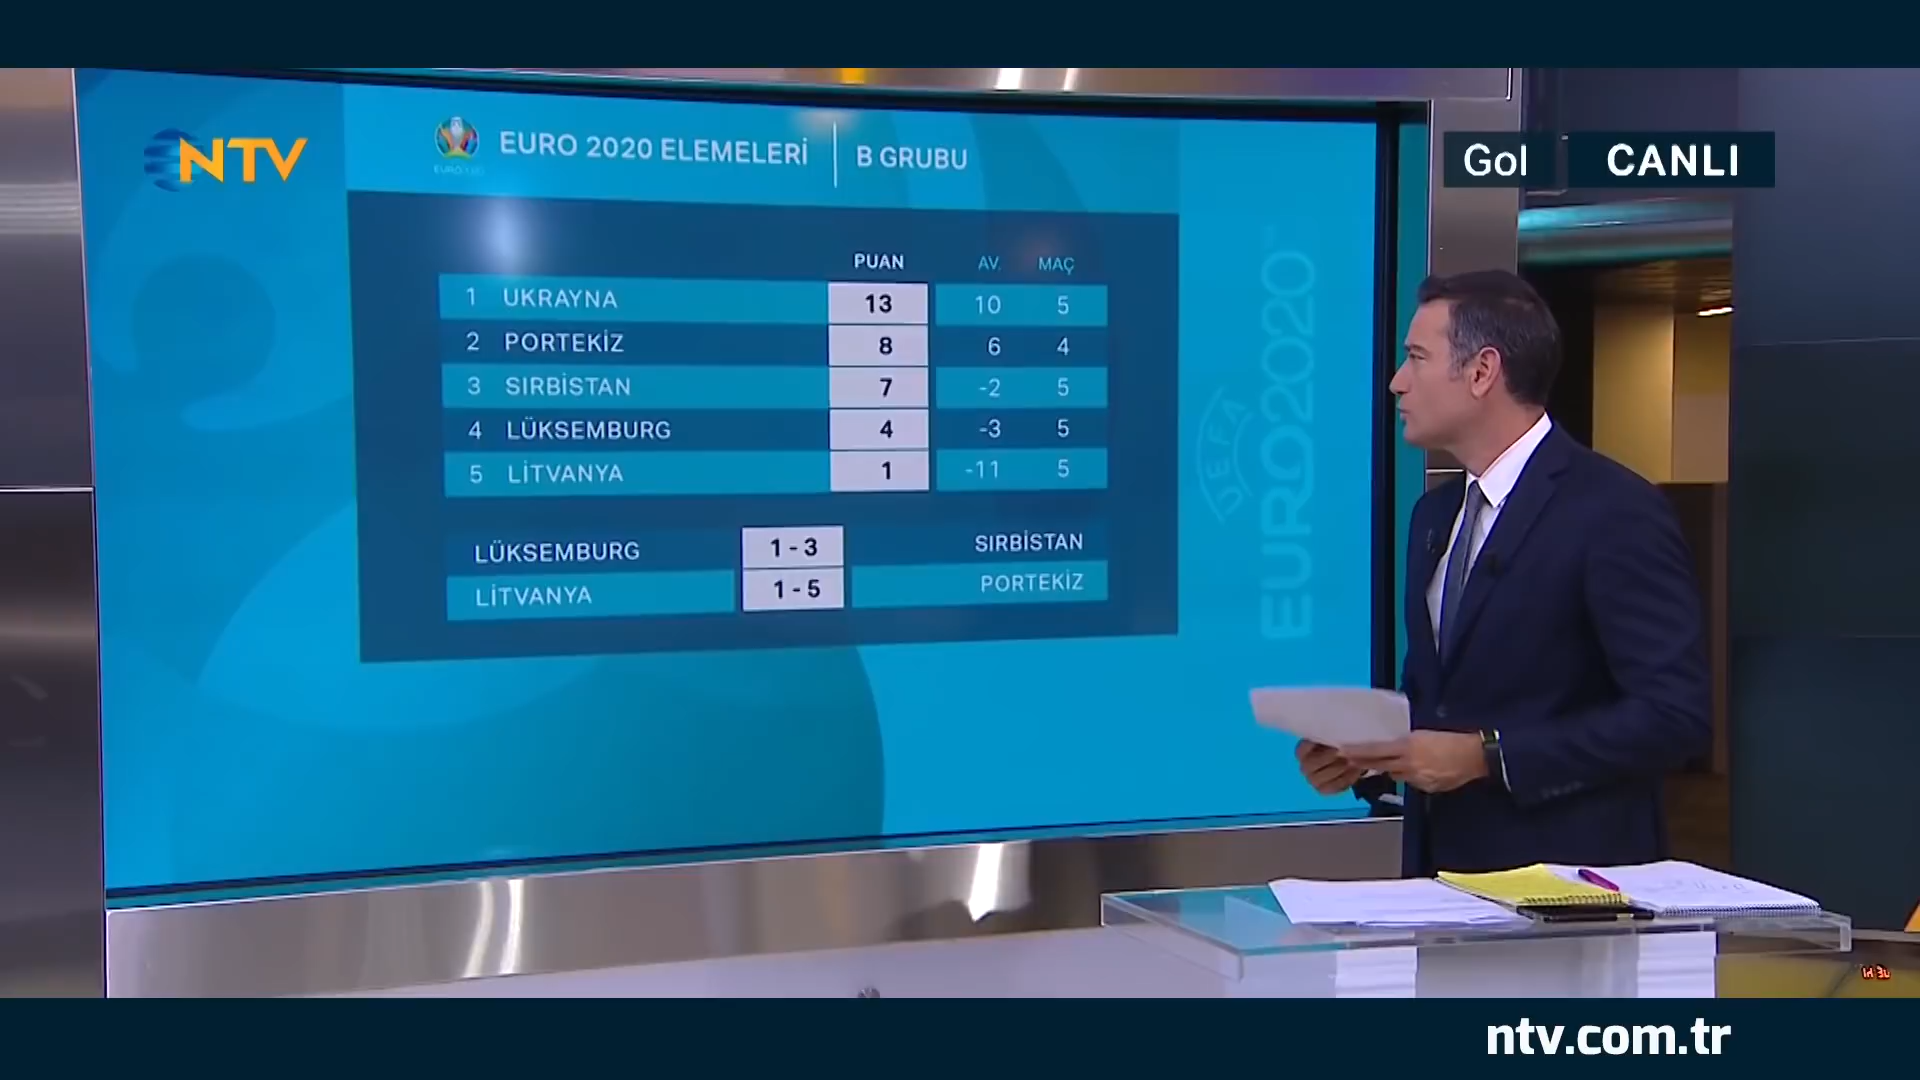 NTV
EURO 2020 ELEMELERİ
B GRUBU
Gol
CANLI
PUAN AV. MAÇ
1 UKRAYNA 13 10 5
2 PORTEKİZ 8 6 4
3 SIRBİSTAN 7 -2 5
4 LÜKSEMBURG 4 -3 5
5 LİTVANYA 1 -11 5
LÜKSEMBURG 1 - 3 SIRBİSTAN
LİTVANYA 1 - 5 PORTEKİZ
UEFA
EURO2020
ntv.com.tr